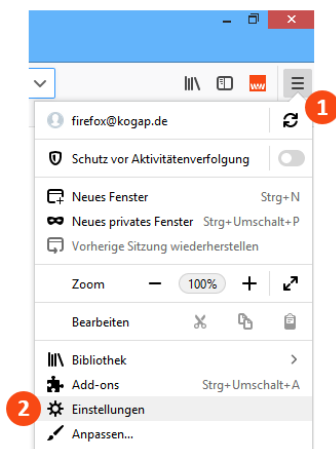 ww
1
firefox@kogap.de
Schutz vor Aktivitätenverfolgung
Neues Fenster Strg+N
Neues privates Fenster Strg+Umschalt+P
Vorherige Sitzung wiederherstellen
Zoom 100%
Bearbeiten
Bibliothek
Add-ons Strg+Umschalt+A
2 Einstellungen
Anpassen...